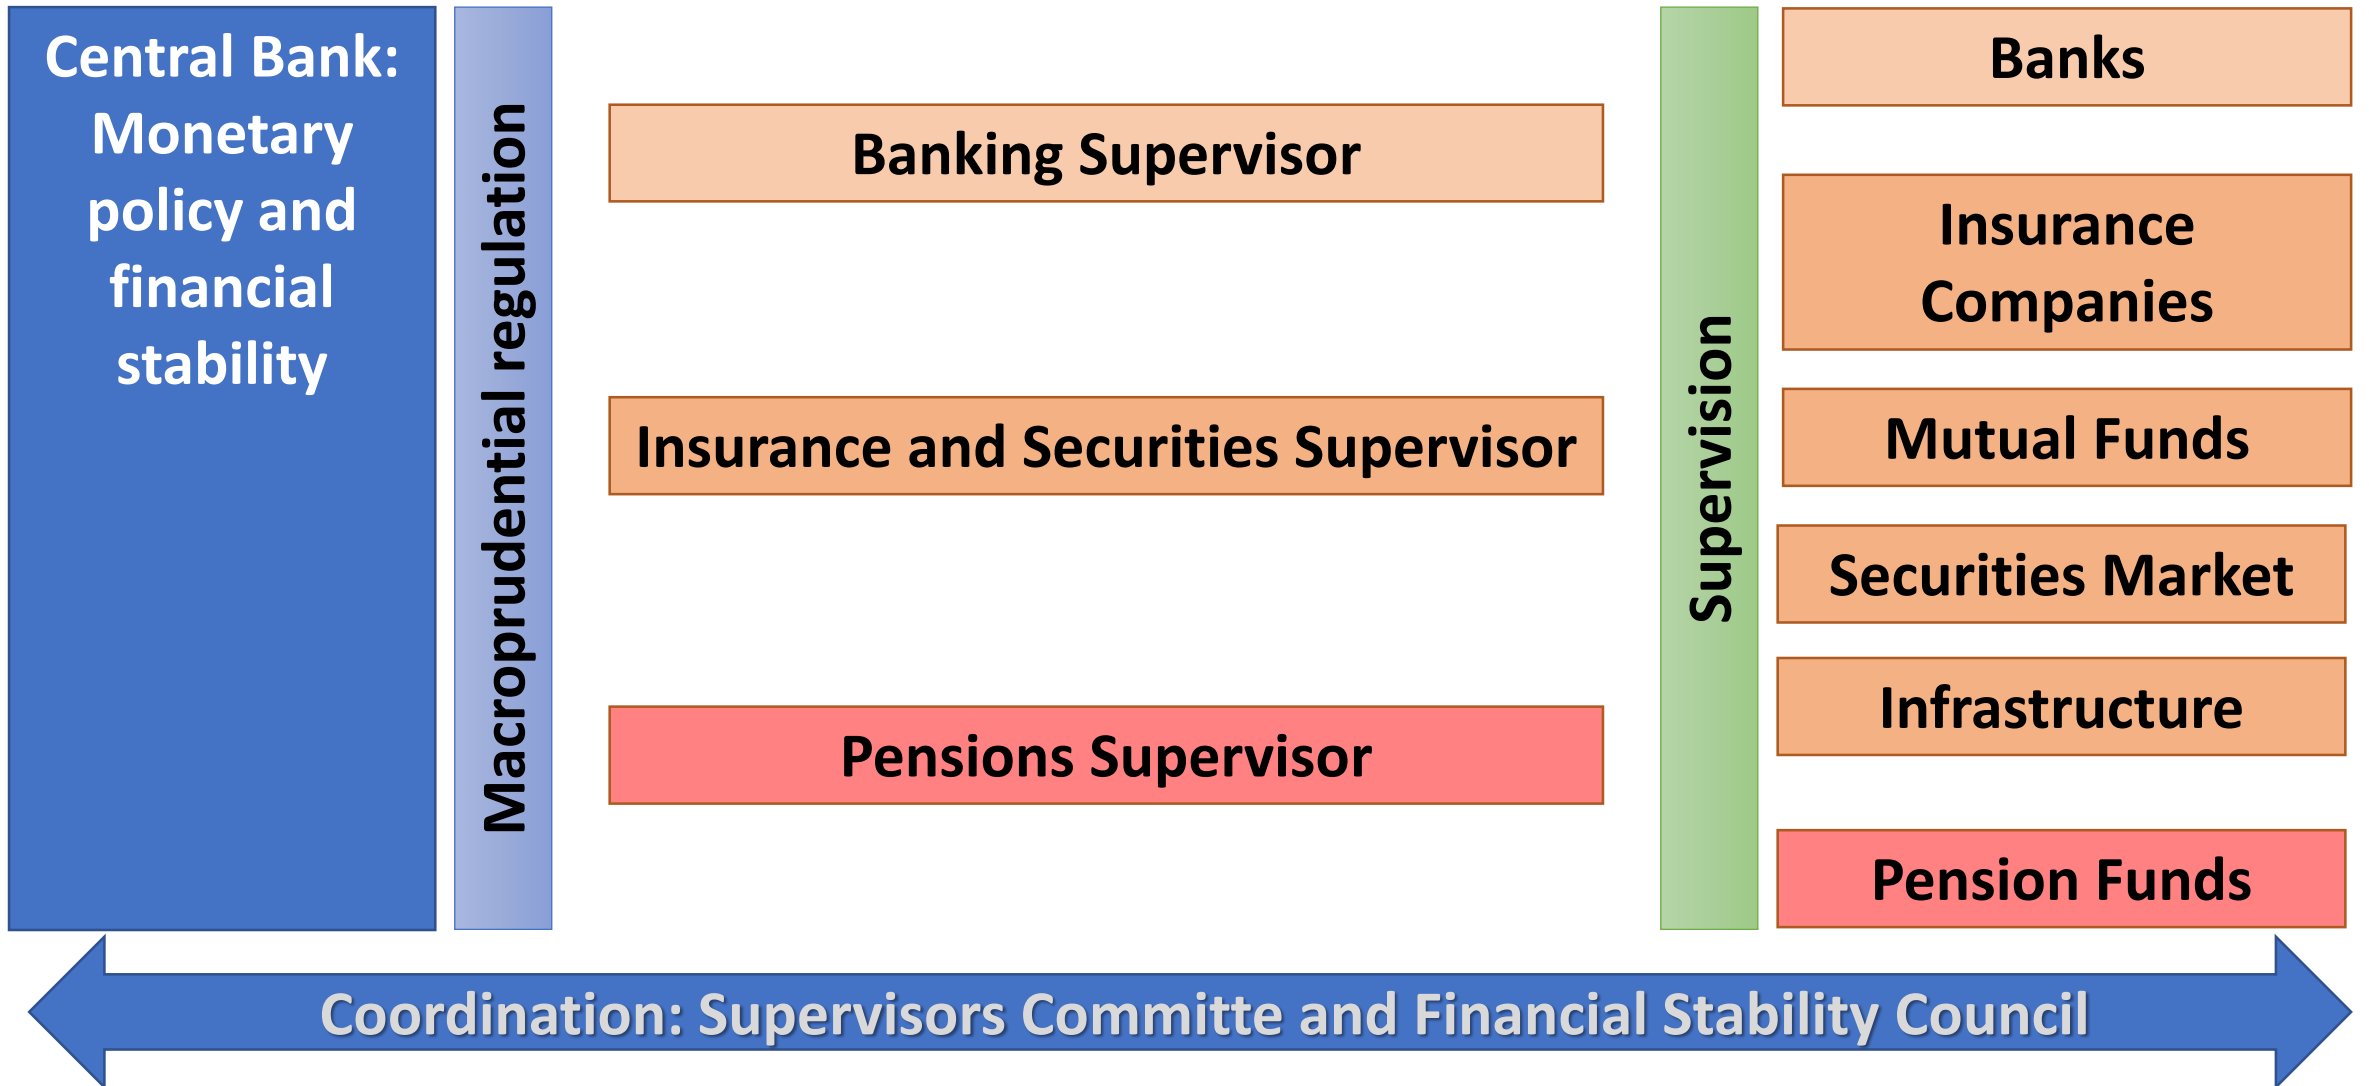 Central Bank:
Monetary
policy and
financial
stability
Macroprudential regulation
Banking Supervisor
Insurance and Securities Supervisor
Pensions Supervisor
Supervision
Banks
Insurance
Companies
Mutual Funds
Securities Market
Infrastructure
Pension Funds
Coordination: Supervisors Committe and Financial Stability Council